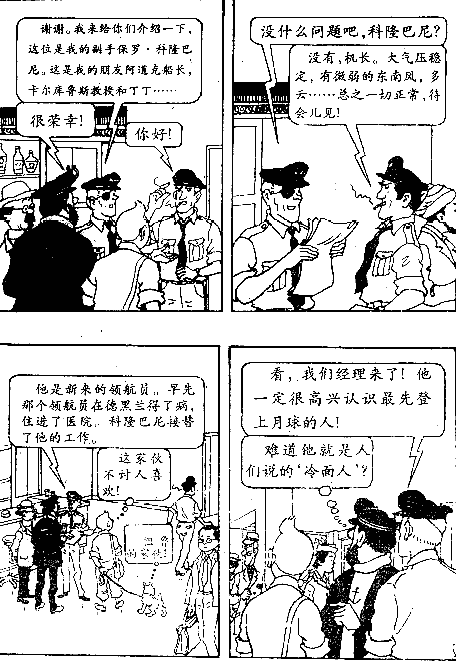 谢谢。我来给你们介绍一下，
这位是我的副手保罗·科隆巴
尼。这是我的朋友阿道克船长，
卡尔库鲁斯教授和丁丁……
很荣幸！
你好！
没什么问题吧，科隆巴尼？
没有，机长。大气压稳
定，有微弱的东南风，多
云……总之一切正常，待
会儿见！
他是新来的领航员。早先
那个领航员在德黑兰得了病，
住进了医院。科隆巴尼接替
了他的工作。
这家伙
不讨人喜
欢！
看，我们经理来了！他
一定很高兴认识最先登
上月球的人！
难道他就是人
们说的‘冷面人’？